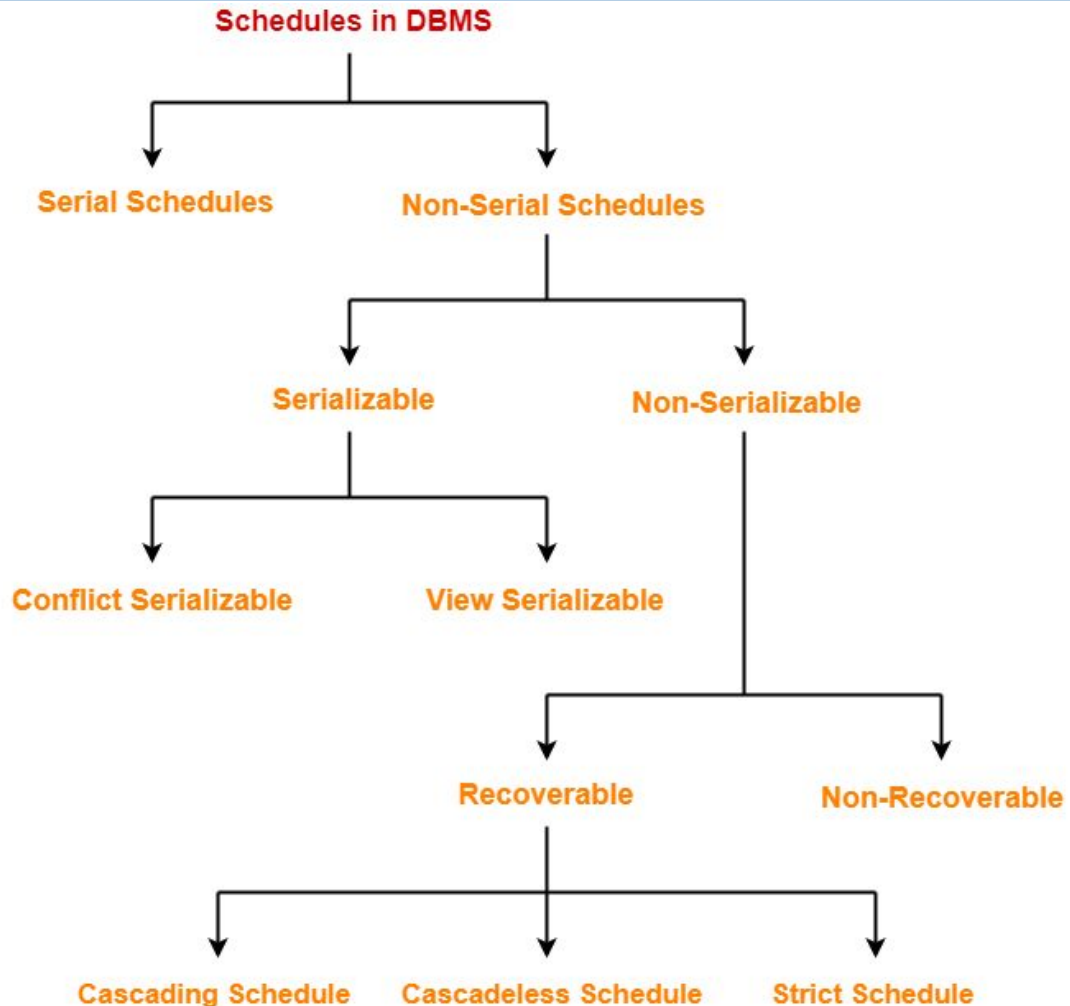 Schedules in DBMS
Serial Schedules
Non-Serial Schedules
Serializable
Non-Serializable
Conflict Serializable
View Serializable
Recoverable
Non-Recoverable
Cascading Schedule
Cascadeless Schedule
Strict Schedule